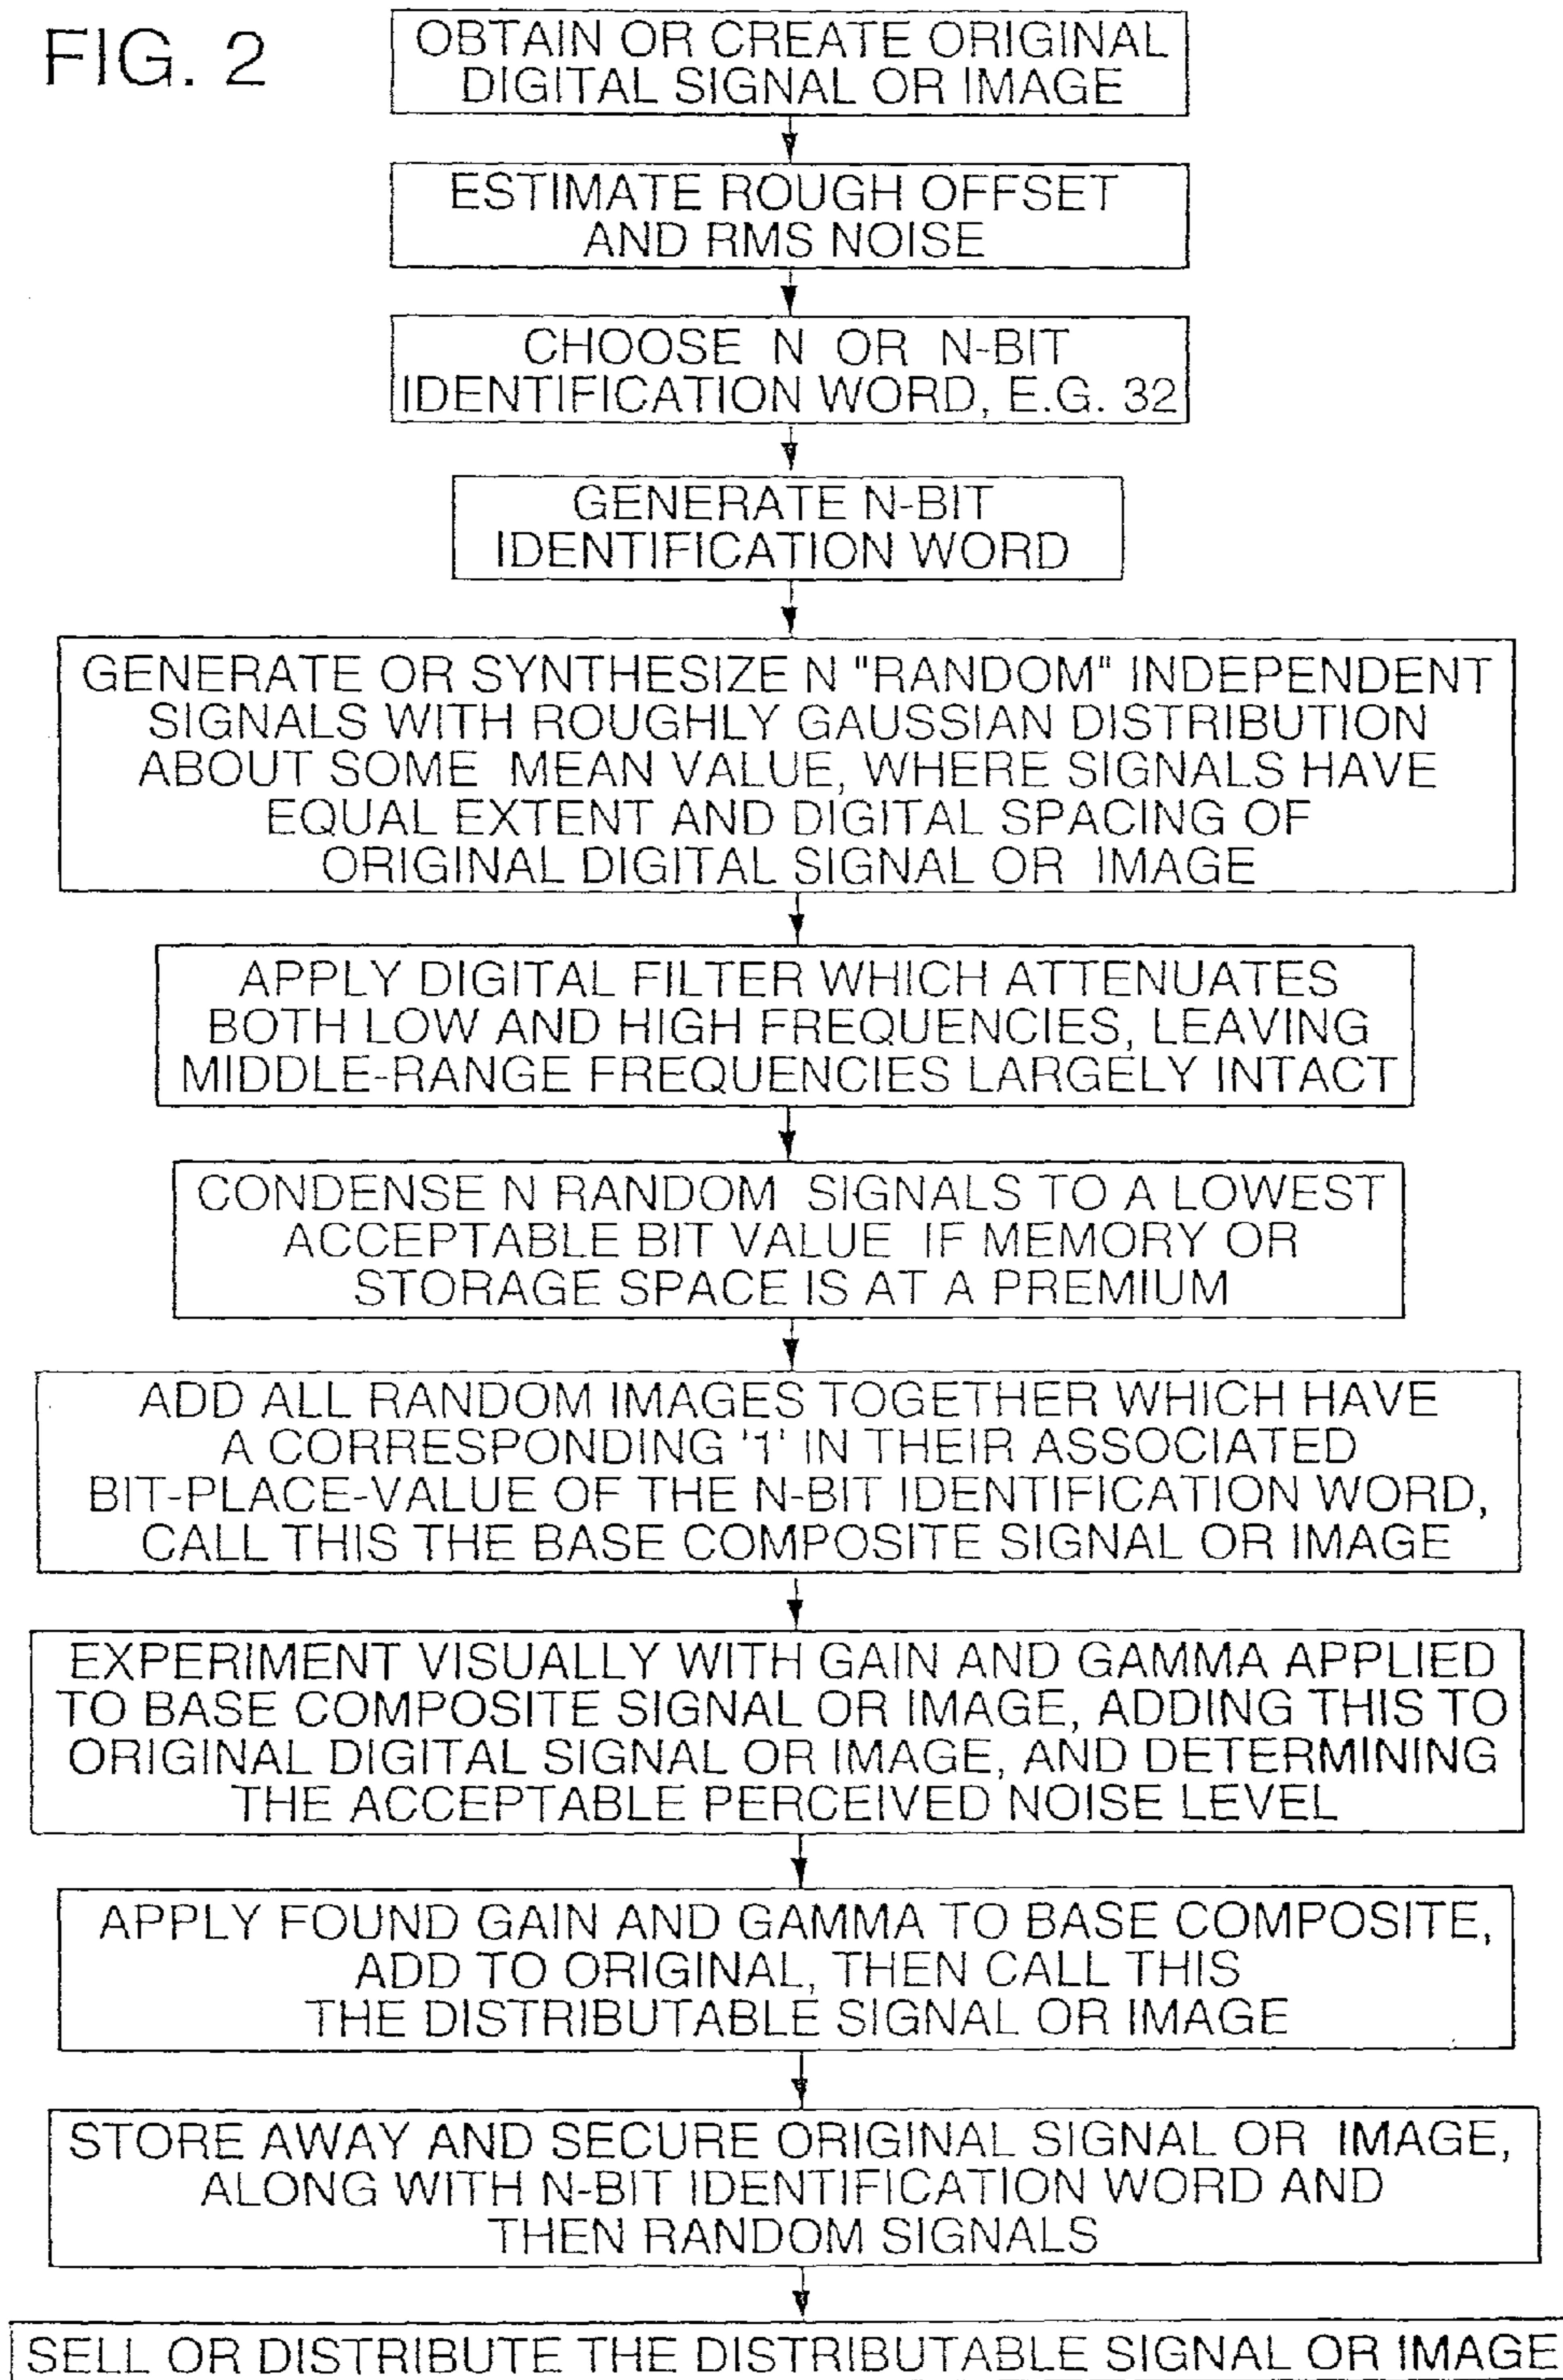 FIG. 2
OBTAIN OR CREATE ORIGINAL
DIGITAL SIGNAL OR IMAGE
ESTIMATE ROUGH OFFSET
AND RMS NOISE
CHOOSE N OR N-BIT
IDENTIFICATION WORD, E.G. 32
GENERATE N-BIT
IDENTIFICATION WORD
GENERATE OR SYNTHESIZE N "RANDOM" INDEPENDENT
SIGNALS WITH ROUGHLY GAUSSIAN DISTRIBUTION
ABOUT SOME MEAN VALUE, WHERE SIGNALS HAVE
EQUAL EXTENT AND DIGITAL SPACING OF
ORIGINAL DIGITAL SIGNAL OR IMAGE
APPLY DIGITAL FILTER WHICH ATTENUATES
BOTH LOW AND HIGH FREQUENCIES, LEAVING
MIDDLE-RANGE FREQUENCIES LARGELY INTACT
CONDENSE N RANDOM SIGNALS TO A LOWEST
ACCEPTABLE BIT VALUE IF MEMORY OR
STORAGE SPACE IS AT A PREMIUM
ADD ALL RANDOM IMAGES TOGETHER WHICH HAVE
A CORRESPONDING '1' IN THEIR ASSOCIATED
BIT-PLACE-VALUE OF THE N-BIT IDENTIFICATION WORD,
CALL THIS THE BASE COMPOSITE SIGNAL OR IMAGE
EXPERIMENT VISUALLY WITH GAIN AND GAMMA APPLIED
TO BASE COMPOSITE SIGNAL OR IMAGE, ADDING THIS TO
ORIGINAL DIGITAL SIGNAL OR IMAGE, AND DETERMINING
THE ACCEPTABLE PERCEIVED NOISE LEVEL
APPLY FOUND GAIN AND GAMMA TO BASE COMPOSITE,
ADD TO ORIGINAL, THEN CALL THIS
THE DISTRIBUTABLE SIGNAL OR IMAGE
STORE AWAY AND SECURE ORIGINAL SIGNAL OR IMAGE,
ALONG WITH N-BIT IDENTIFICATION WORD AND
THEN RANDOM SIGNALS
SELL OR DISTRIBUTE THE DISTRIBUTABLE SIGNAL OR IMAGE